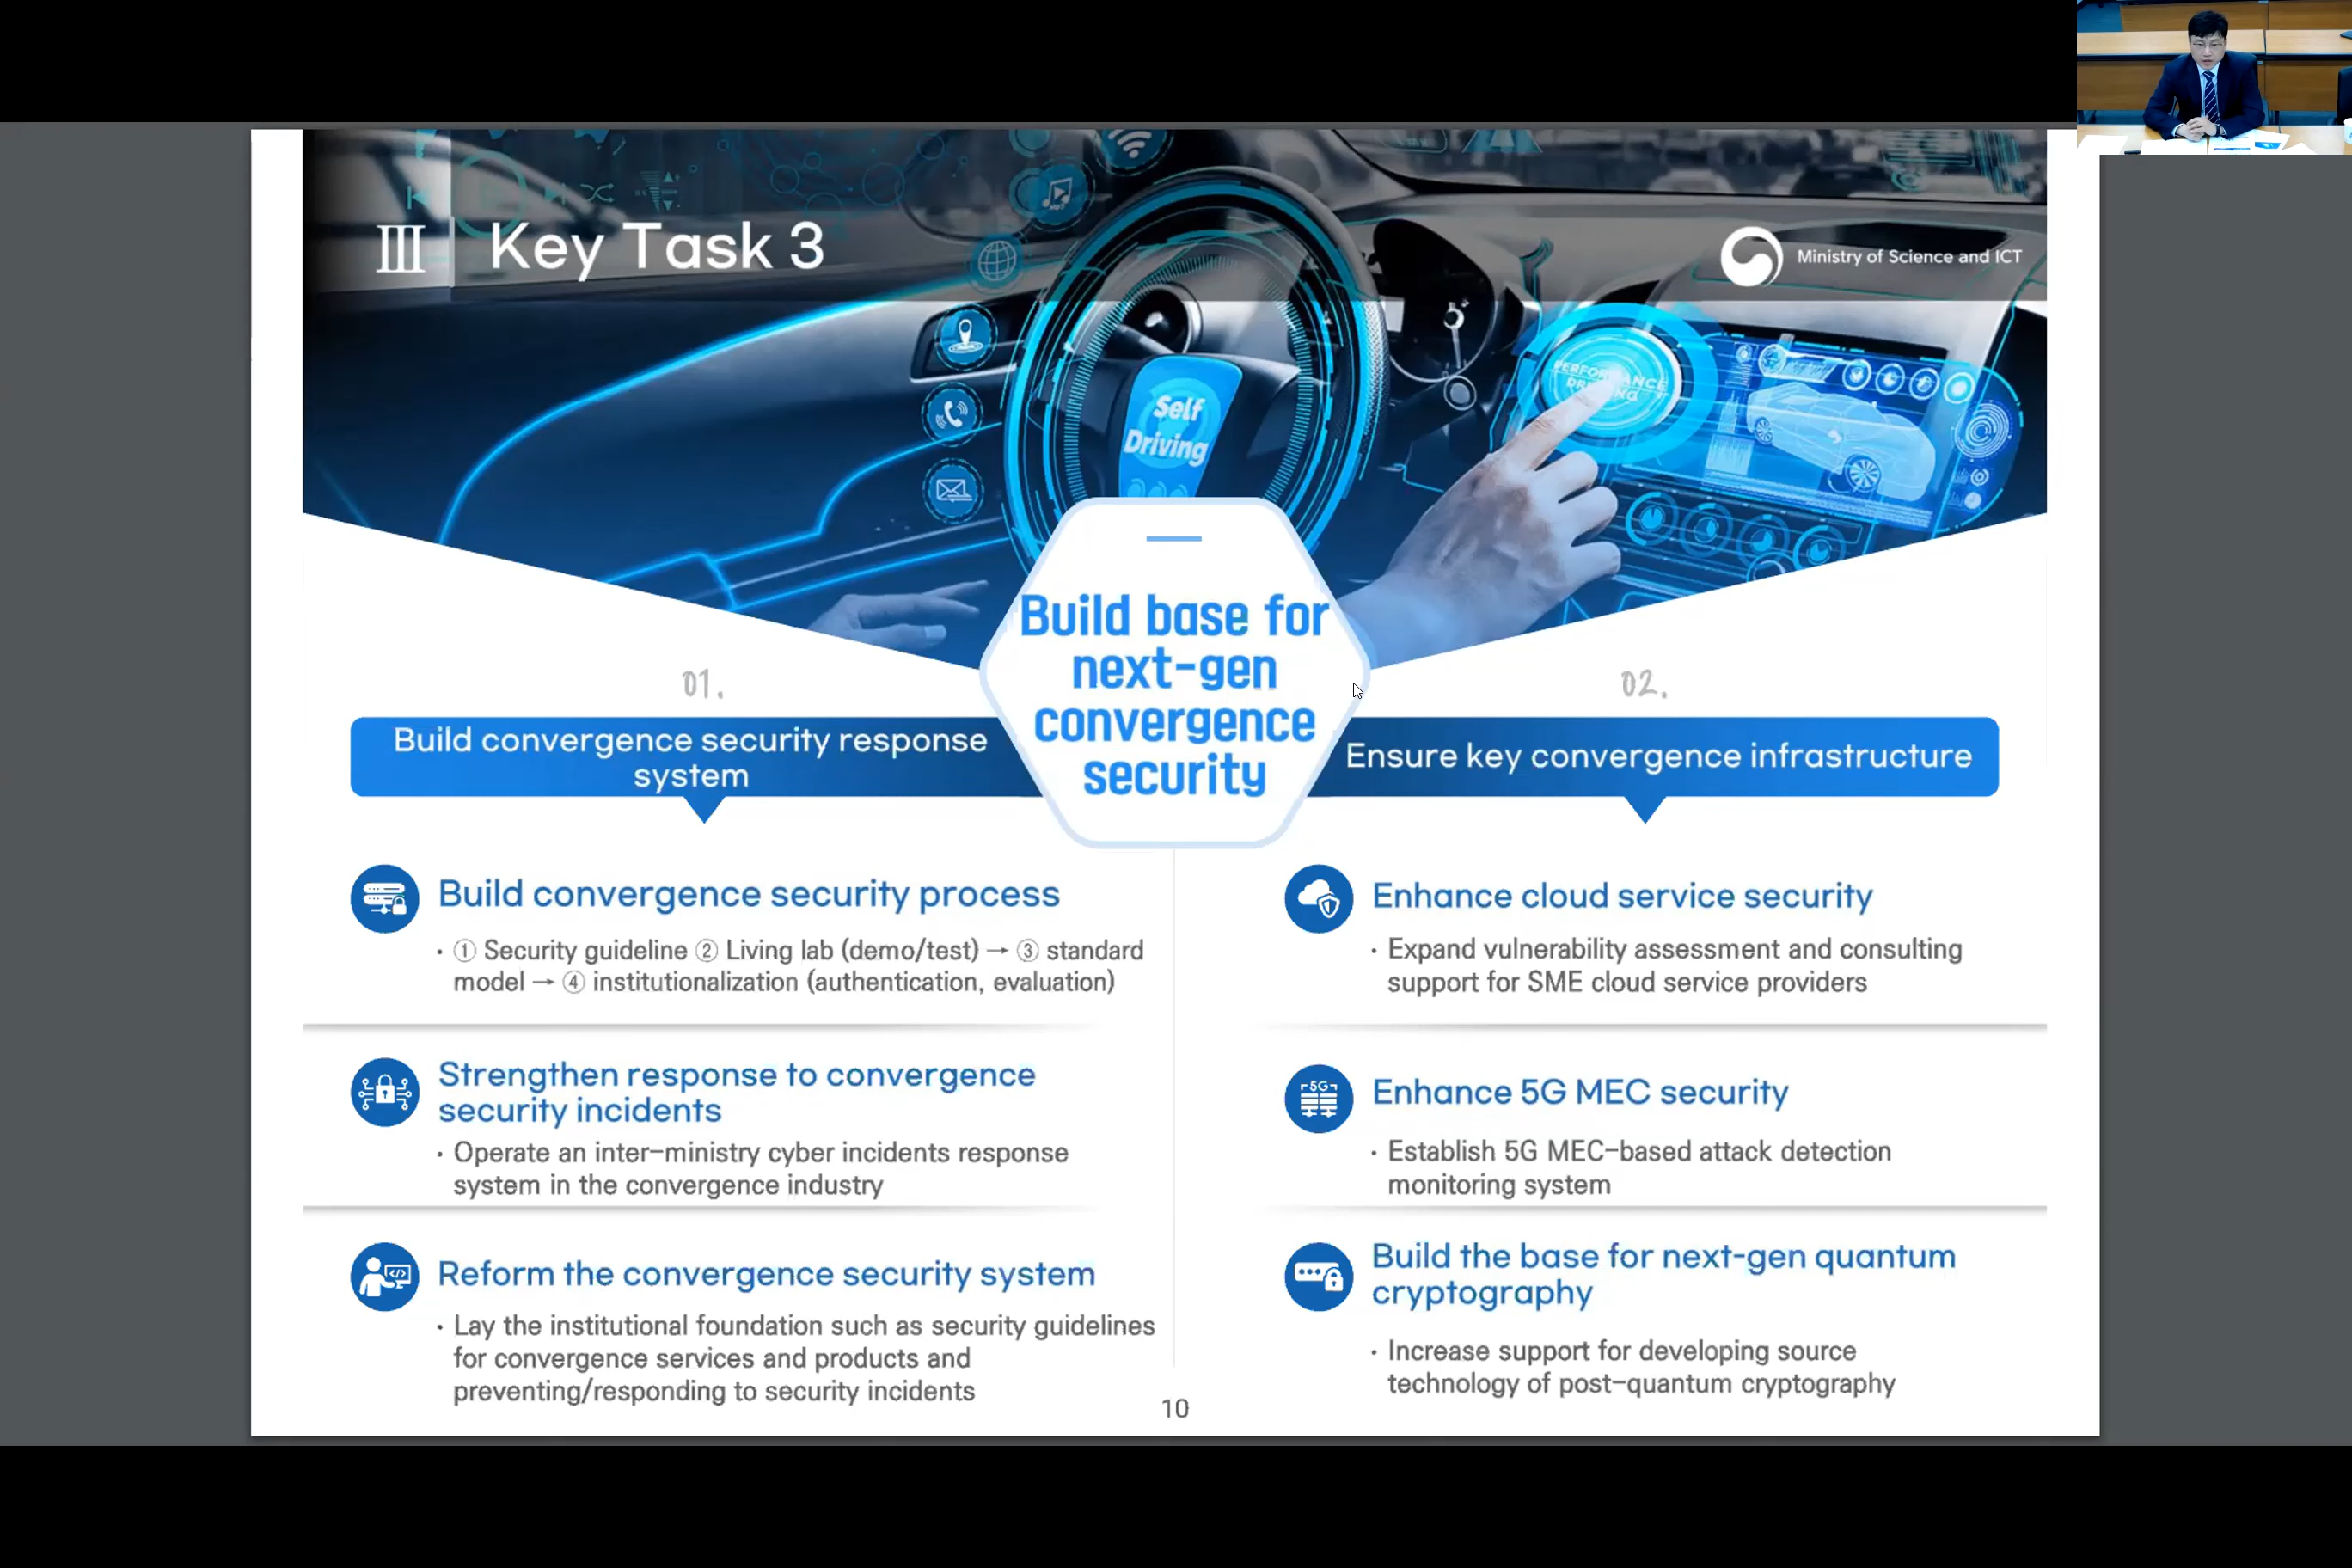 III Key Task 3
Ministry of Science and ICT
PERFORMANCE
DRIVING
Self
Driving
Build base for
next-gen
convergence
security
01.
Build convergence security response
system
Build convergence security process
· ① Security guideline ② Living lab (demo/test) → ③ standard
model → ④ institutionalization (authentication, evaluation)
Strengthen response to convergence
security incidents
· Operate an inter-ministry cyber incidents response
system in the convergence industry
Reform the convergence security system
· Lay the institutional foundation such as security guidelines
for convergence services and products and
preventing/responding to security incidents
02.
Ensure key convergence infrastructure
Enhance cloud service security
· Expand vulnerability assessment and consulting
support for SME cloud service providers
5G
Enhance 5G MEC security
· Establish 5G MEC-based attack detection
monitoring system
Build the base for next-gen quantum
cryptography
· Increase support for developing source
technology of post-quantum cryptography
10